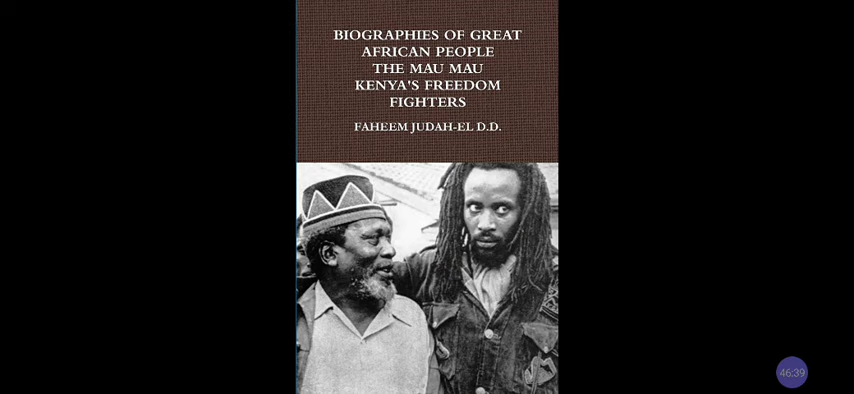 BIOGRAPHIES OF GREAT
AFRICAN PEOPLE
THE MAU MAU
KENYA'S FREEDOM
FIGHTERS
FAHEEM JUDAH-EL D.D.
46:39